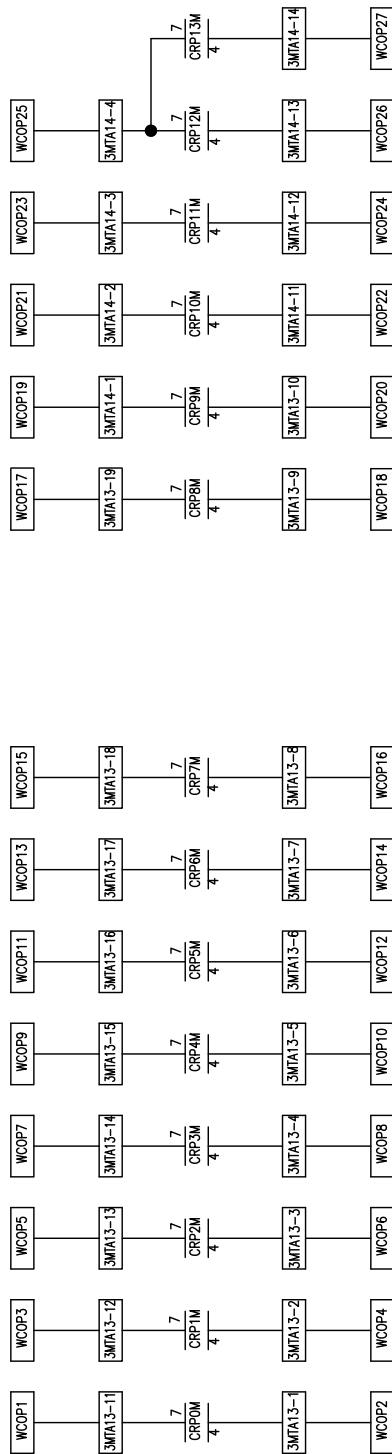 WCOP25
3MTA14-4
7
CRP13M
4
3MTA14-14
WCOP27
7
CRP12M
4
3MTA14-13
WCOP26
WCOP23
3MTA14-3
7
CRP11M
4
3MTA14-12
WCOP24
WCOP21
3MTA14-2
7
CRP10M
4
3MTA14-11
WCOP22
WCOP19
3MTA14-1
7
CRP9M
4
3MTA13-10
WCOP20
WCOP17
3MTA13-19
7
CRP8M
4
3MTA13-9
WCOP18
WCOP15
3MTA13-18
7
CRP7M
4
3MTA13-8
WCOP16
WCOP13
3MTA13-17
7
CRP6M
4
3MTA13-7
WCOP14
WCOP11
3MTA13-16
7
CRP5M
4
3MTA13-6
WCOP12
WCOP9
3MTA13-15
7
CRP4M
4
3MTA13-5
WCOP10
WCOP7
3MTA13-14
7
CRP3M
4
3MTA13-4
WCOP8
WCOP5
3MTA13-13
7
CRP2M
4
3MTA13-3
WCOP6
WCOP3
3MTA13-12
7
CRP1M
4
3MTA13-2
WCOP4
WCOP1
3MTA13-11
7
CRP0M
4
3MTA13-1
WCOP2